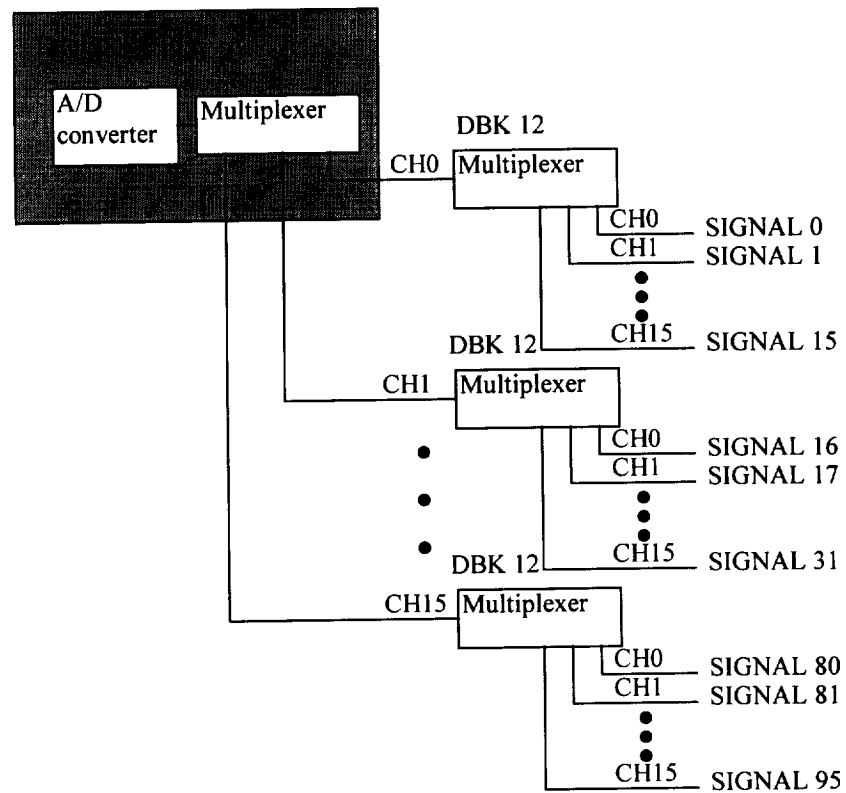 A/D
converter
Multiplexer
DBK 12
CH0
Multiplexer
CH0
SIGNAL 0
CH1
SIGNAL 1
CH15
SIGNAL 15
DBK 12
CH1
Multiplexer
CH0
SIGNAL 16
CH1
SIGNAL 17
CH15
SIGNAL 31
DBK 12
CH15
Multiplexer
CH0
SIGNAL 80
CH1
SIGNAL 81
CH15
SIGNAL 95